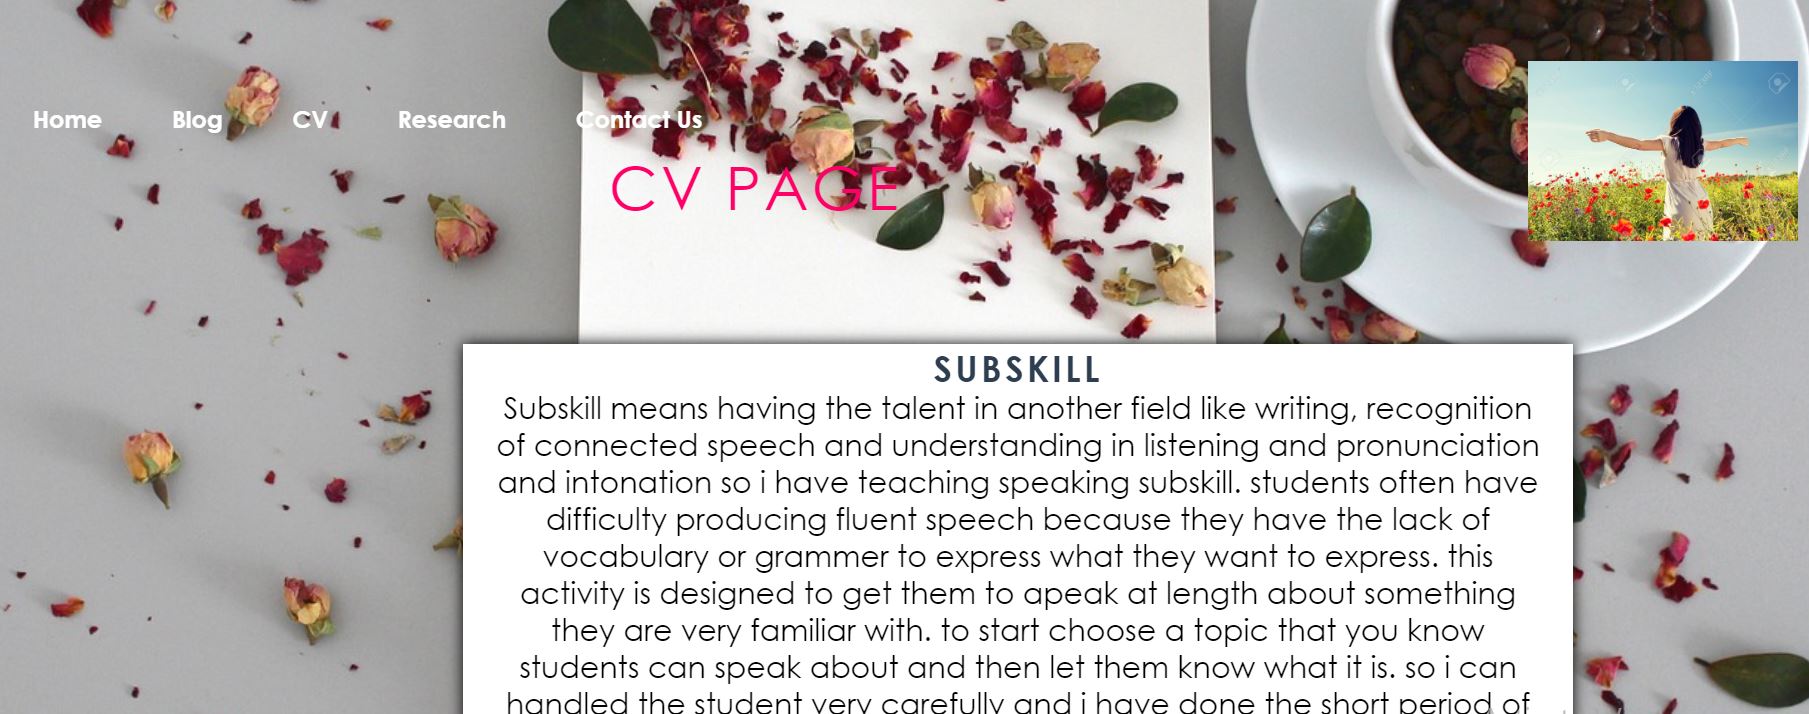 Home Blog CV Research Contact Us
CV PAGE
SUBSKILL
Subskill means having the talent in another field like writing, recognition
of connected speech and understanding in listening and pronunciation
and intonation so i have teaching speaking subskill. students often have
difficulty producing fluent speech because they have the lack of
vocabulary or grammer to express what they want to express. this
activity is designed to get them to apeak at length about something
they are very familiar with. to start choose a topic that you know
students can speak about and then let them know what it is. so i can
handled the student very carefully and i have done the short period of